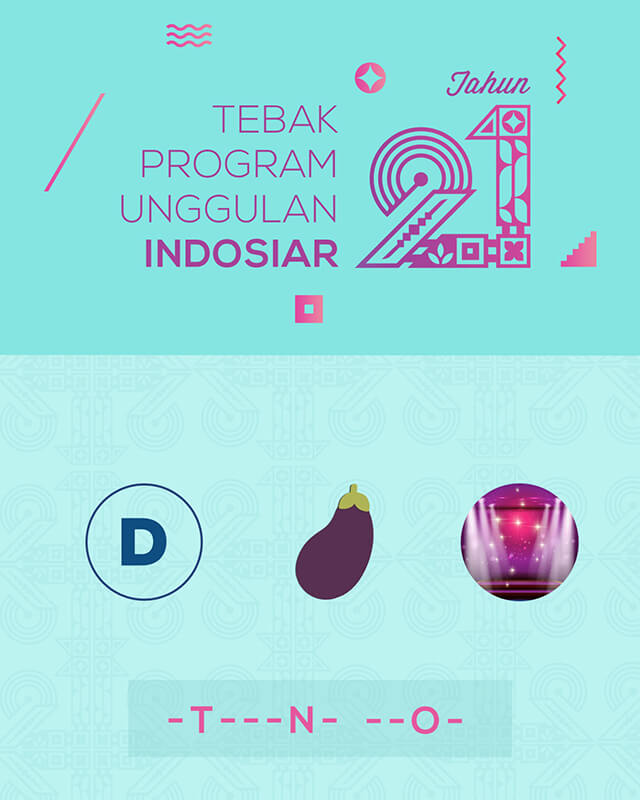 Tahun
TEBAK
PROGRAM
UNGGULAN
INDOSIAR
21
D
-T---N- --O-